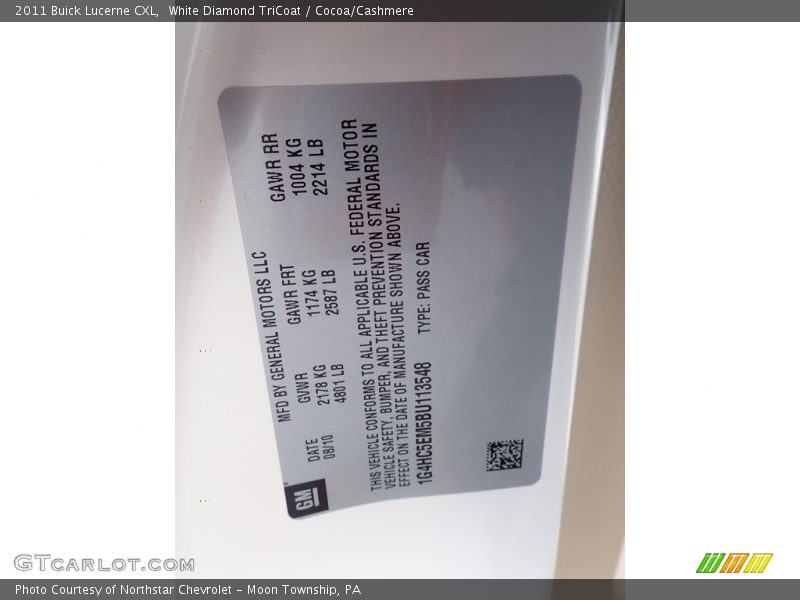 2011 Buick Lucerne CXL,  White Diamond TriCoat / Cocoa/Cashmere
GM
MFD BY GENERAL MOTORS LLC
DATE GVWR GAWR FRT GAWR RR
08/10 2178 KG 1174 KG 1004 KG
4801 LB 2587 LB 2214 LB
THIS VEHICLE CONFORMS TO ALL APPLICABLE U.S. FEDERAL MOTOR
VEHICLE SAFETY, BUMPER, AND THEFT PREVENTION STANDARDS IN
EFFECT ON THE DATE OF MANUFACTURE SHOWN ABOVE.
1G4HC5EM5BU113548 TYPE: PASS CAR
GTCARLOT.COM
Photo Courtesy of Northstar Chevrolet - Moon Township, PA